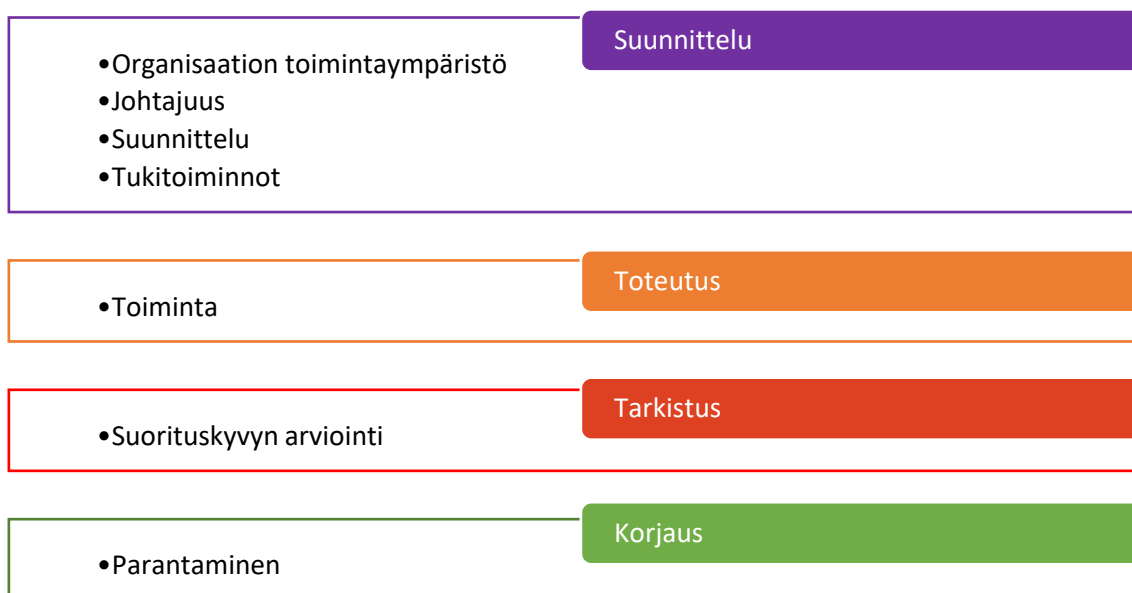 Suunnittelu
•Organisaation toimintaympäristö
•Johtajuus
•Suunnittelu
•Tukitoiminnot
Toteutus
•Toiminta
Tarkistus
•Suorituskyvyn arviointi
Korjaus
•Parantaminen